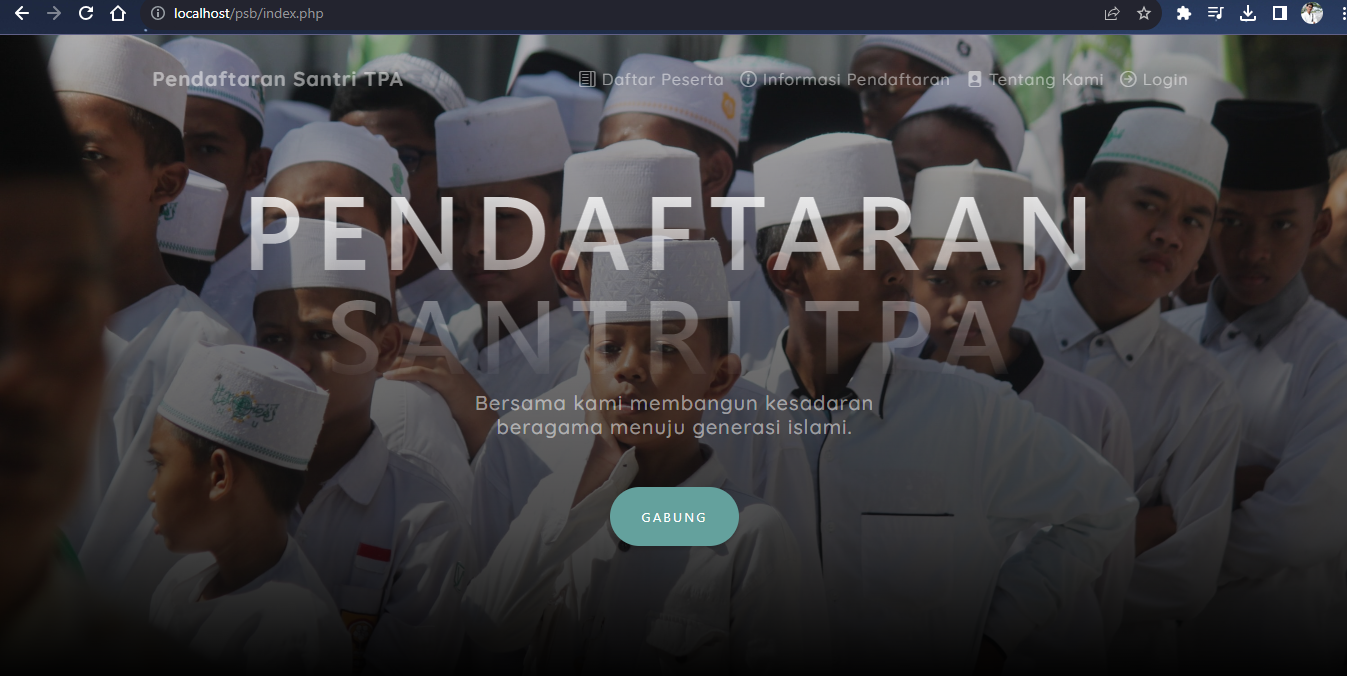 localhost/psb/index.php
Pendaftaran Santri TPA
Daftar Peserta
Informasi Pendaftaran
Tentang Kami
Login
PENDAFTARAN
SANTRI TPA
Bersama kami membangun kesadaran
beragama menuju generasi islami.
GABUNG